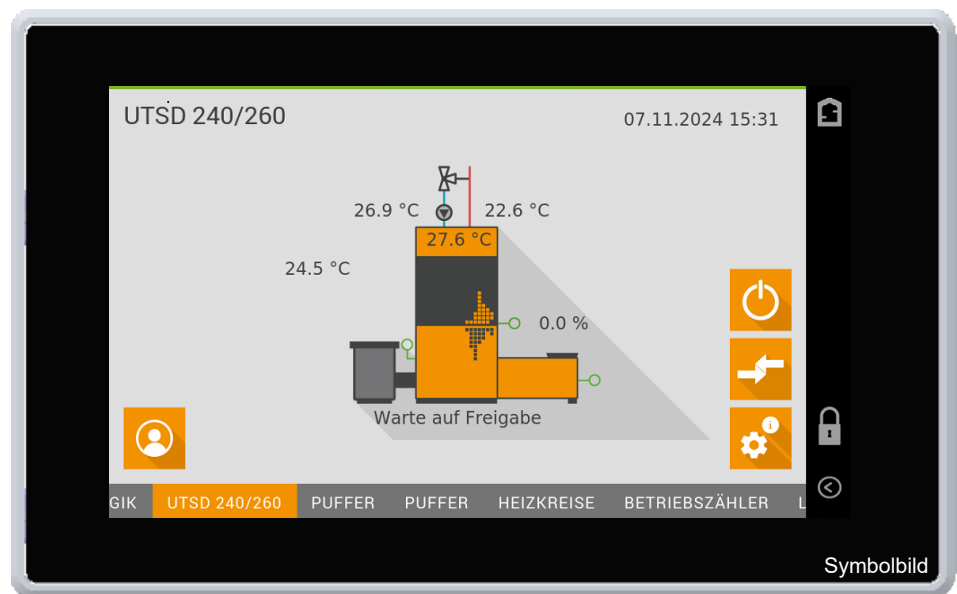 UTSD 240/260
07.11.2024 15:31
26.9 °C
22.6 °C
27.6 °C
24.5 °C
0.0 %
Warte auf Freigabe
GIK UTSD 240/260 PUFFER PUFFER HEIZKREISE BETRIEBSZÄHLER L
Symbolbild